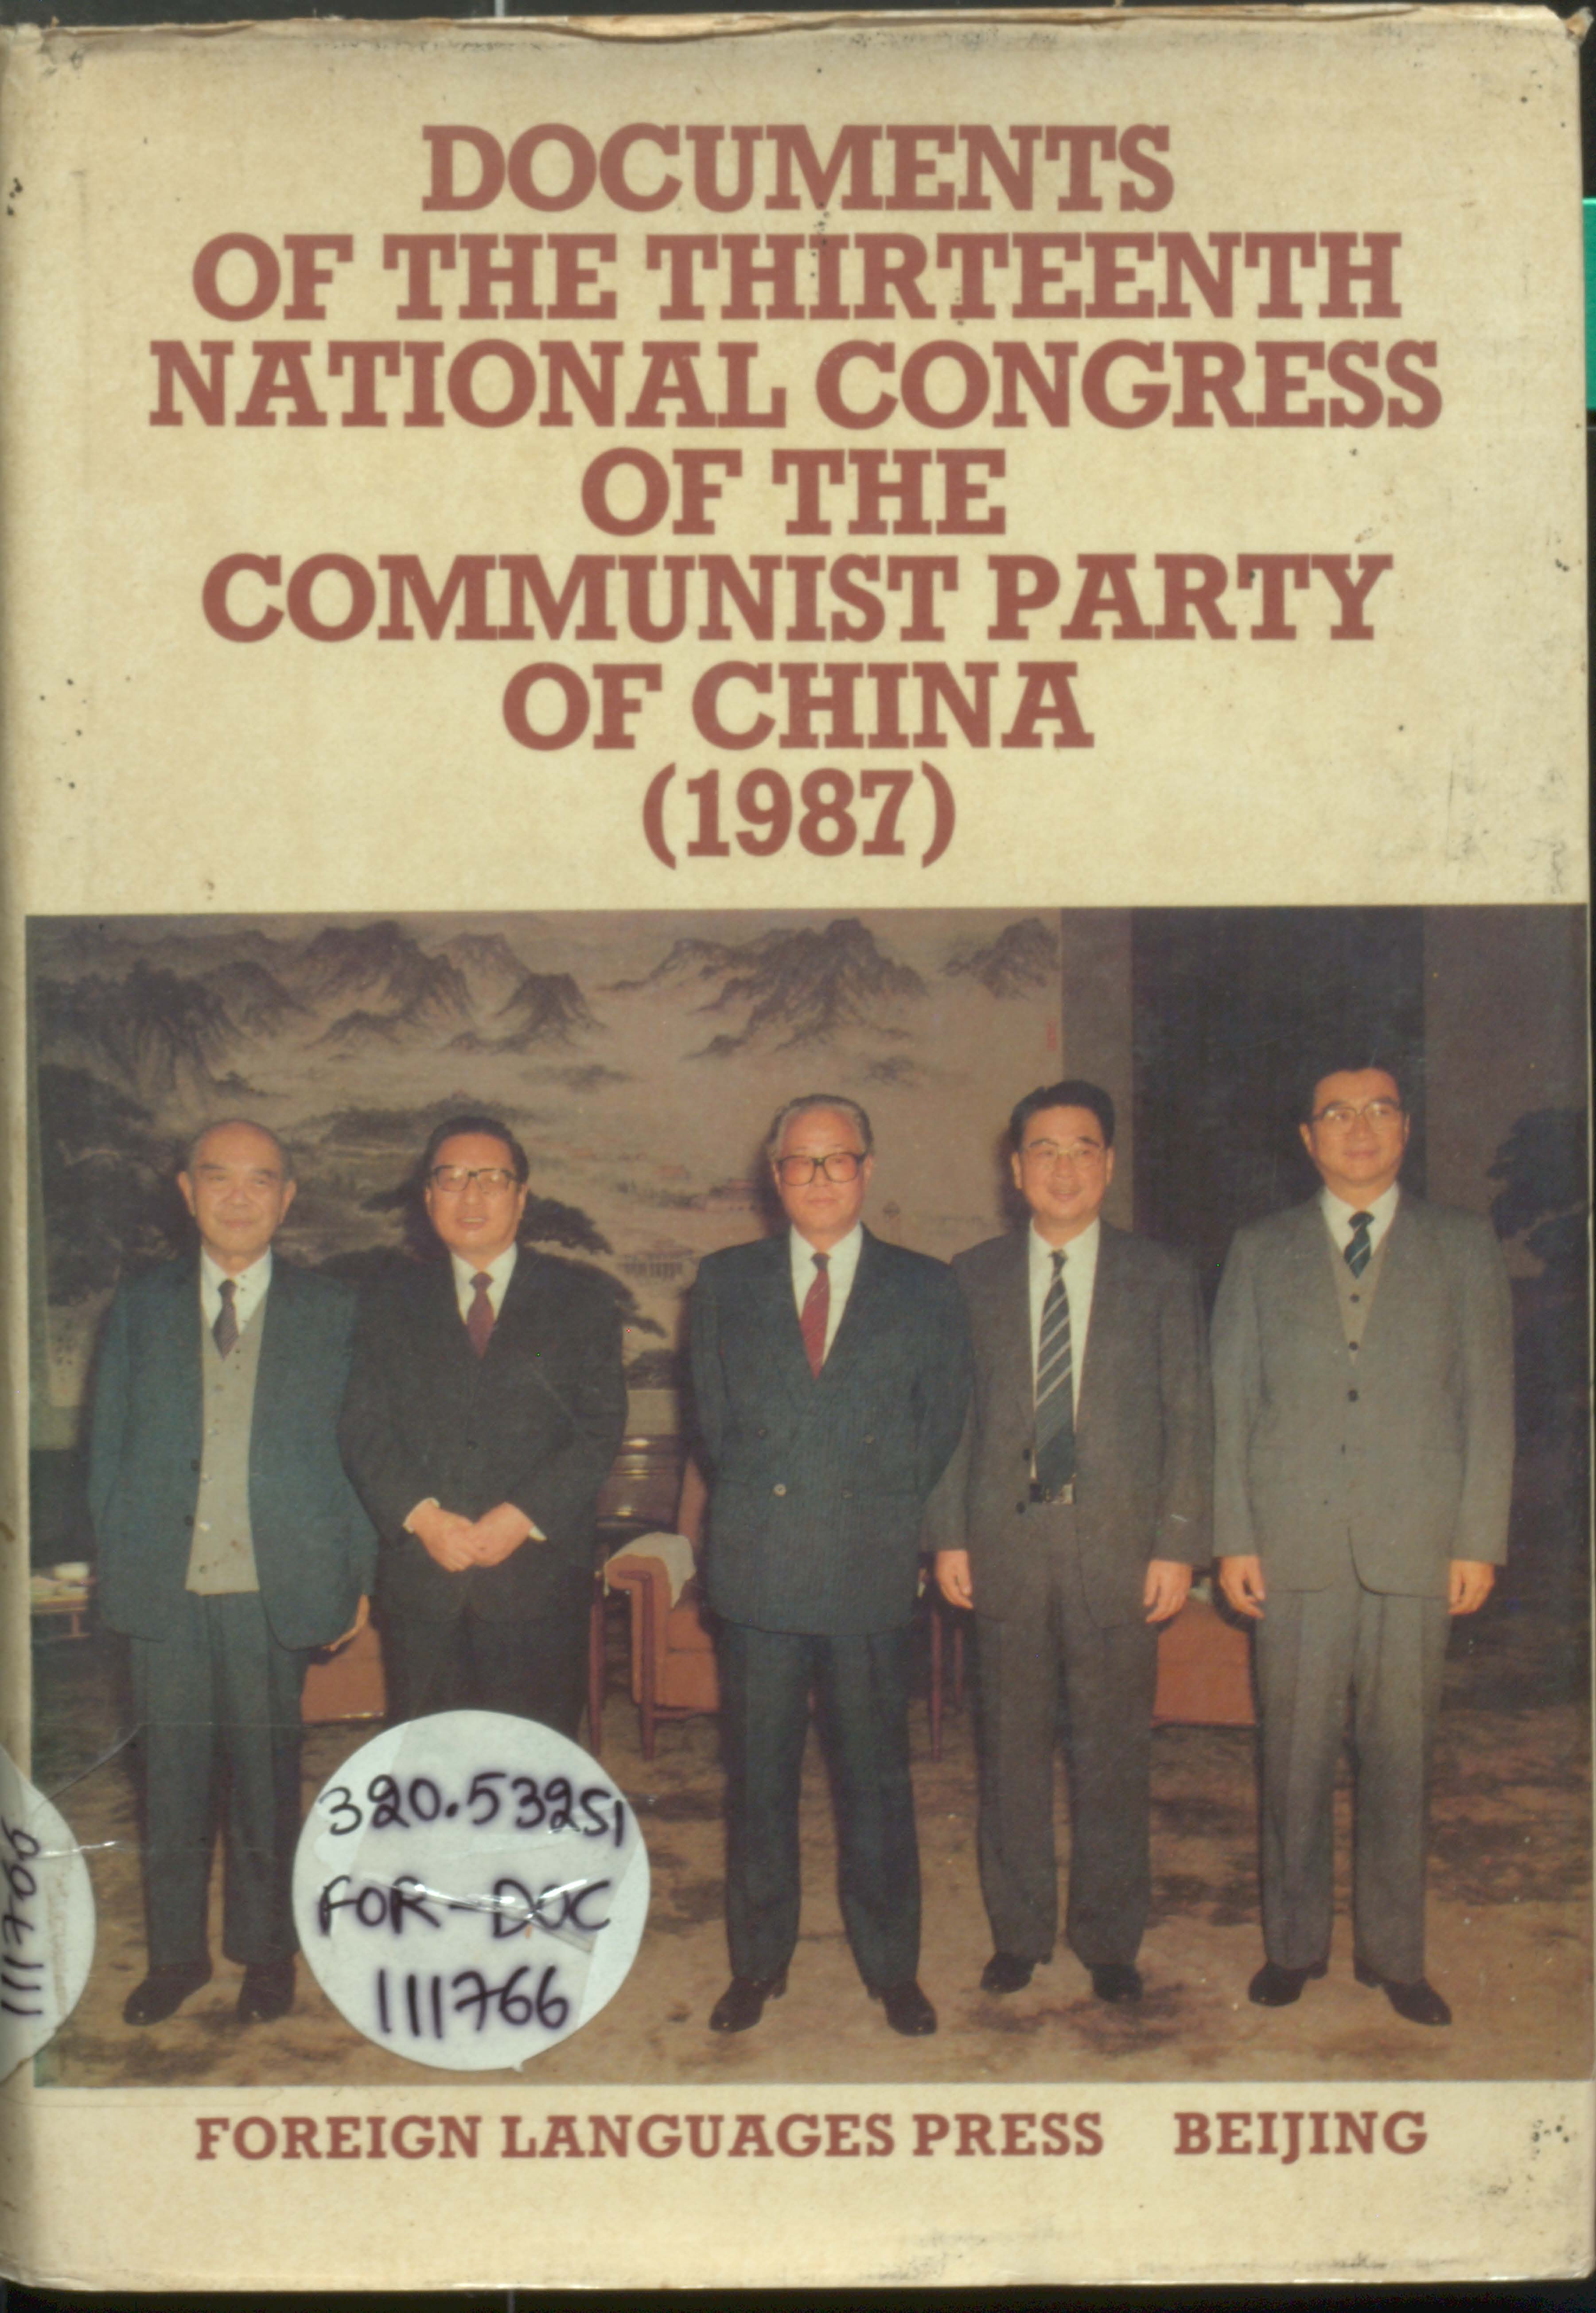 DOCUMENTS
OF THE THIRTEENTH
NATIONAL CONGRESS
OF THE
COMMUNIST PARTY
OF CHINA
(1987)
320.53251
FOR-DOC
111766
111766
FOREIGN LANGUAGES PRESS BEIJING